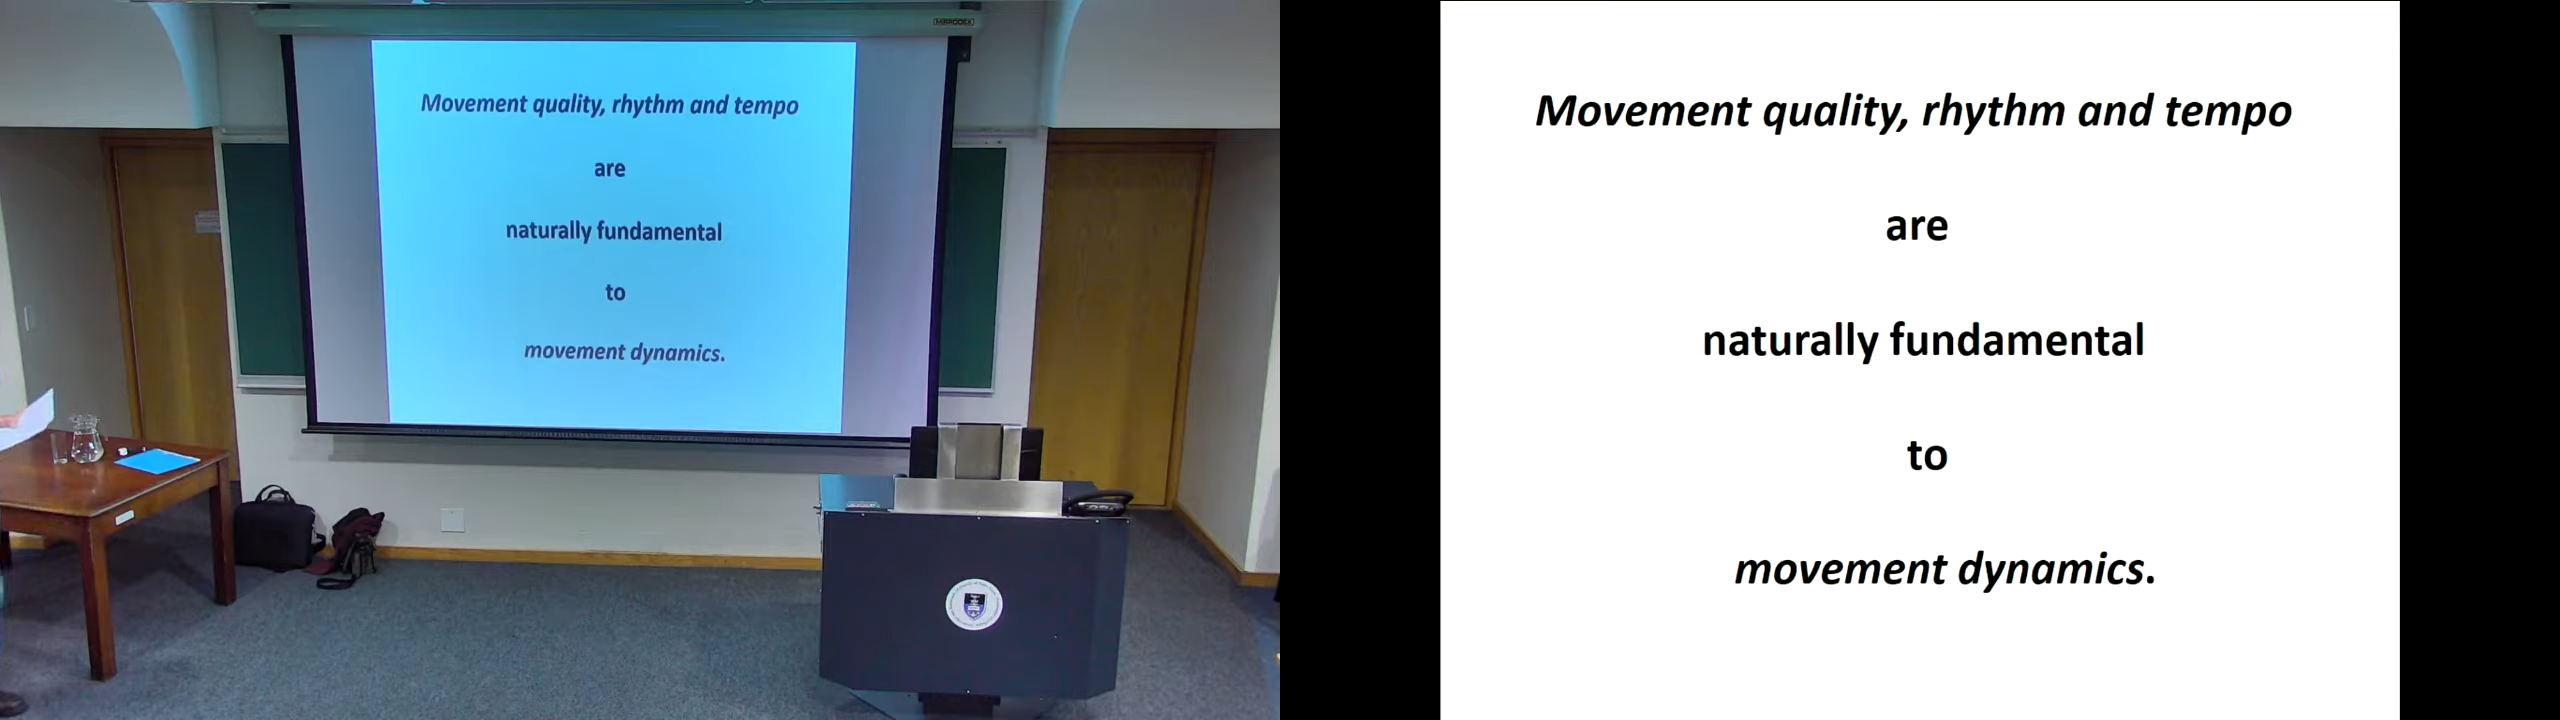 Movement quality, rhythm and tempo
are
naturally fundamental
to
movement dynamics.
Movement quality, rhythm and tempo
are
naturally fundamental
to
movement dynamics.